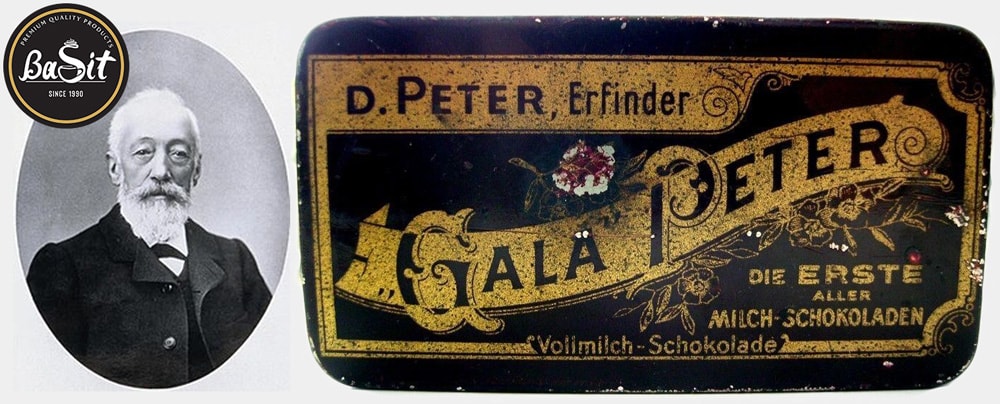 PREMIUM QUALITY PRODUCTS
BaSit
SINCE 1990
D. PETER, Erfinder
„GALA PETER
DIE ERSTE
ALLER
MILCH-SCHOKOLADEN
Vollmilch-Schokolade